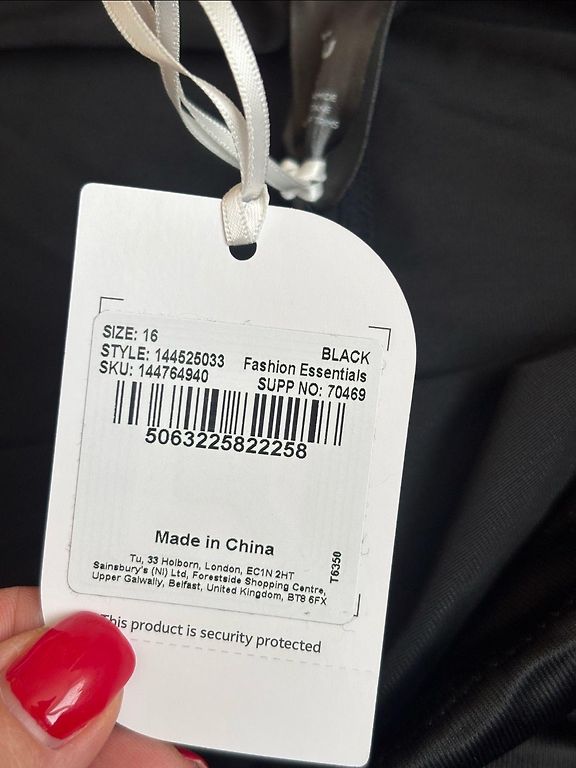 SIZE: 16
BLACK
STYLE: 144525033
Fashion Essentials
SKU: 144764940
SUPP NO: 70469
5063225822258
Made in China
Tu, 33 Holborn, London, EC1N 2HT
Sainsbury's (NI) Ltd, Forestside Shopping Centre,
Upper Galwally, Belfast, United Kingdom, BT8 6FX
T6350
This product is security protected